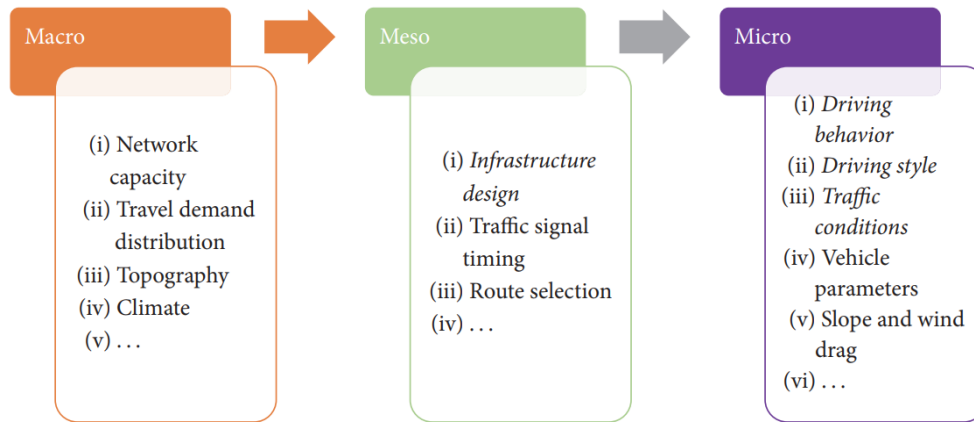 Macro
(i) Network
capacity
(ii) Travel demand
distribution
(iii) Topography
(iv) Climate
(v) . . .
Meso
(i) Infrastructure
design
(ii) Traffic signal
timing
(iii) Route selection
(iv) . . .
Micro
(i) Driving
behavior
(ii) Driving style
(iii) Traffic
conditions
(iv) Vehicle
parameters
(v) Slope and wind
drag
(vi) . . .